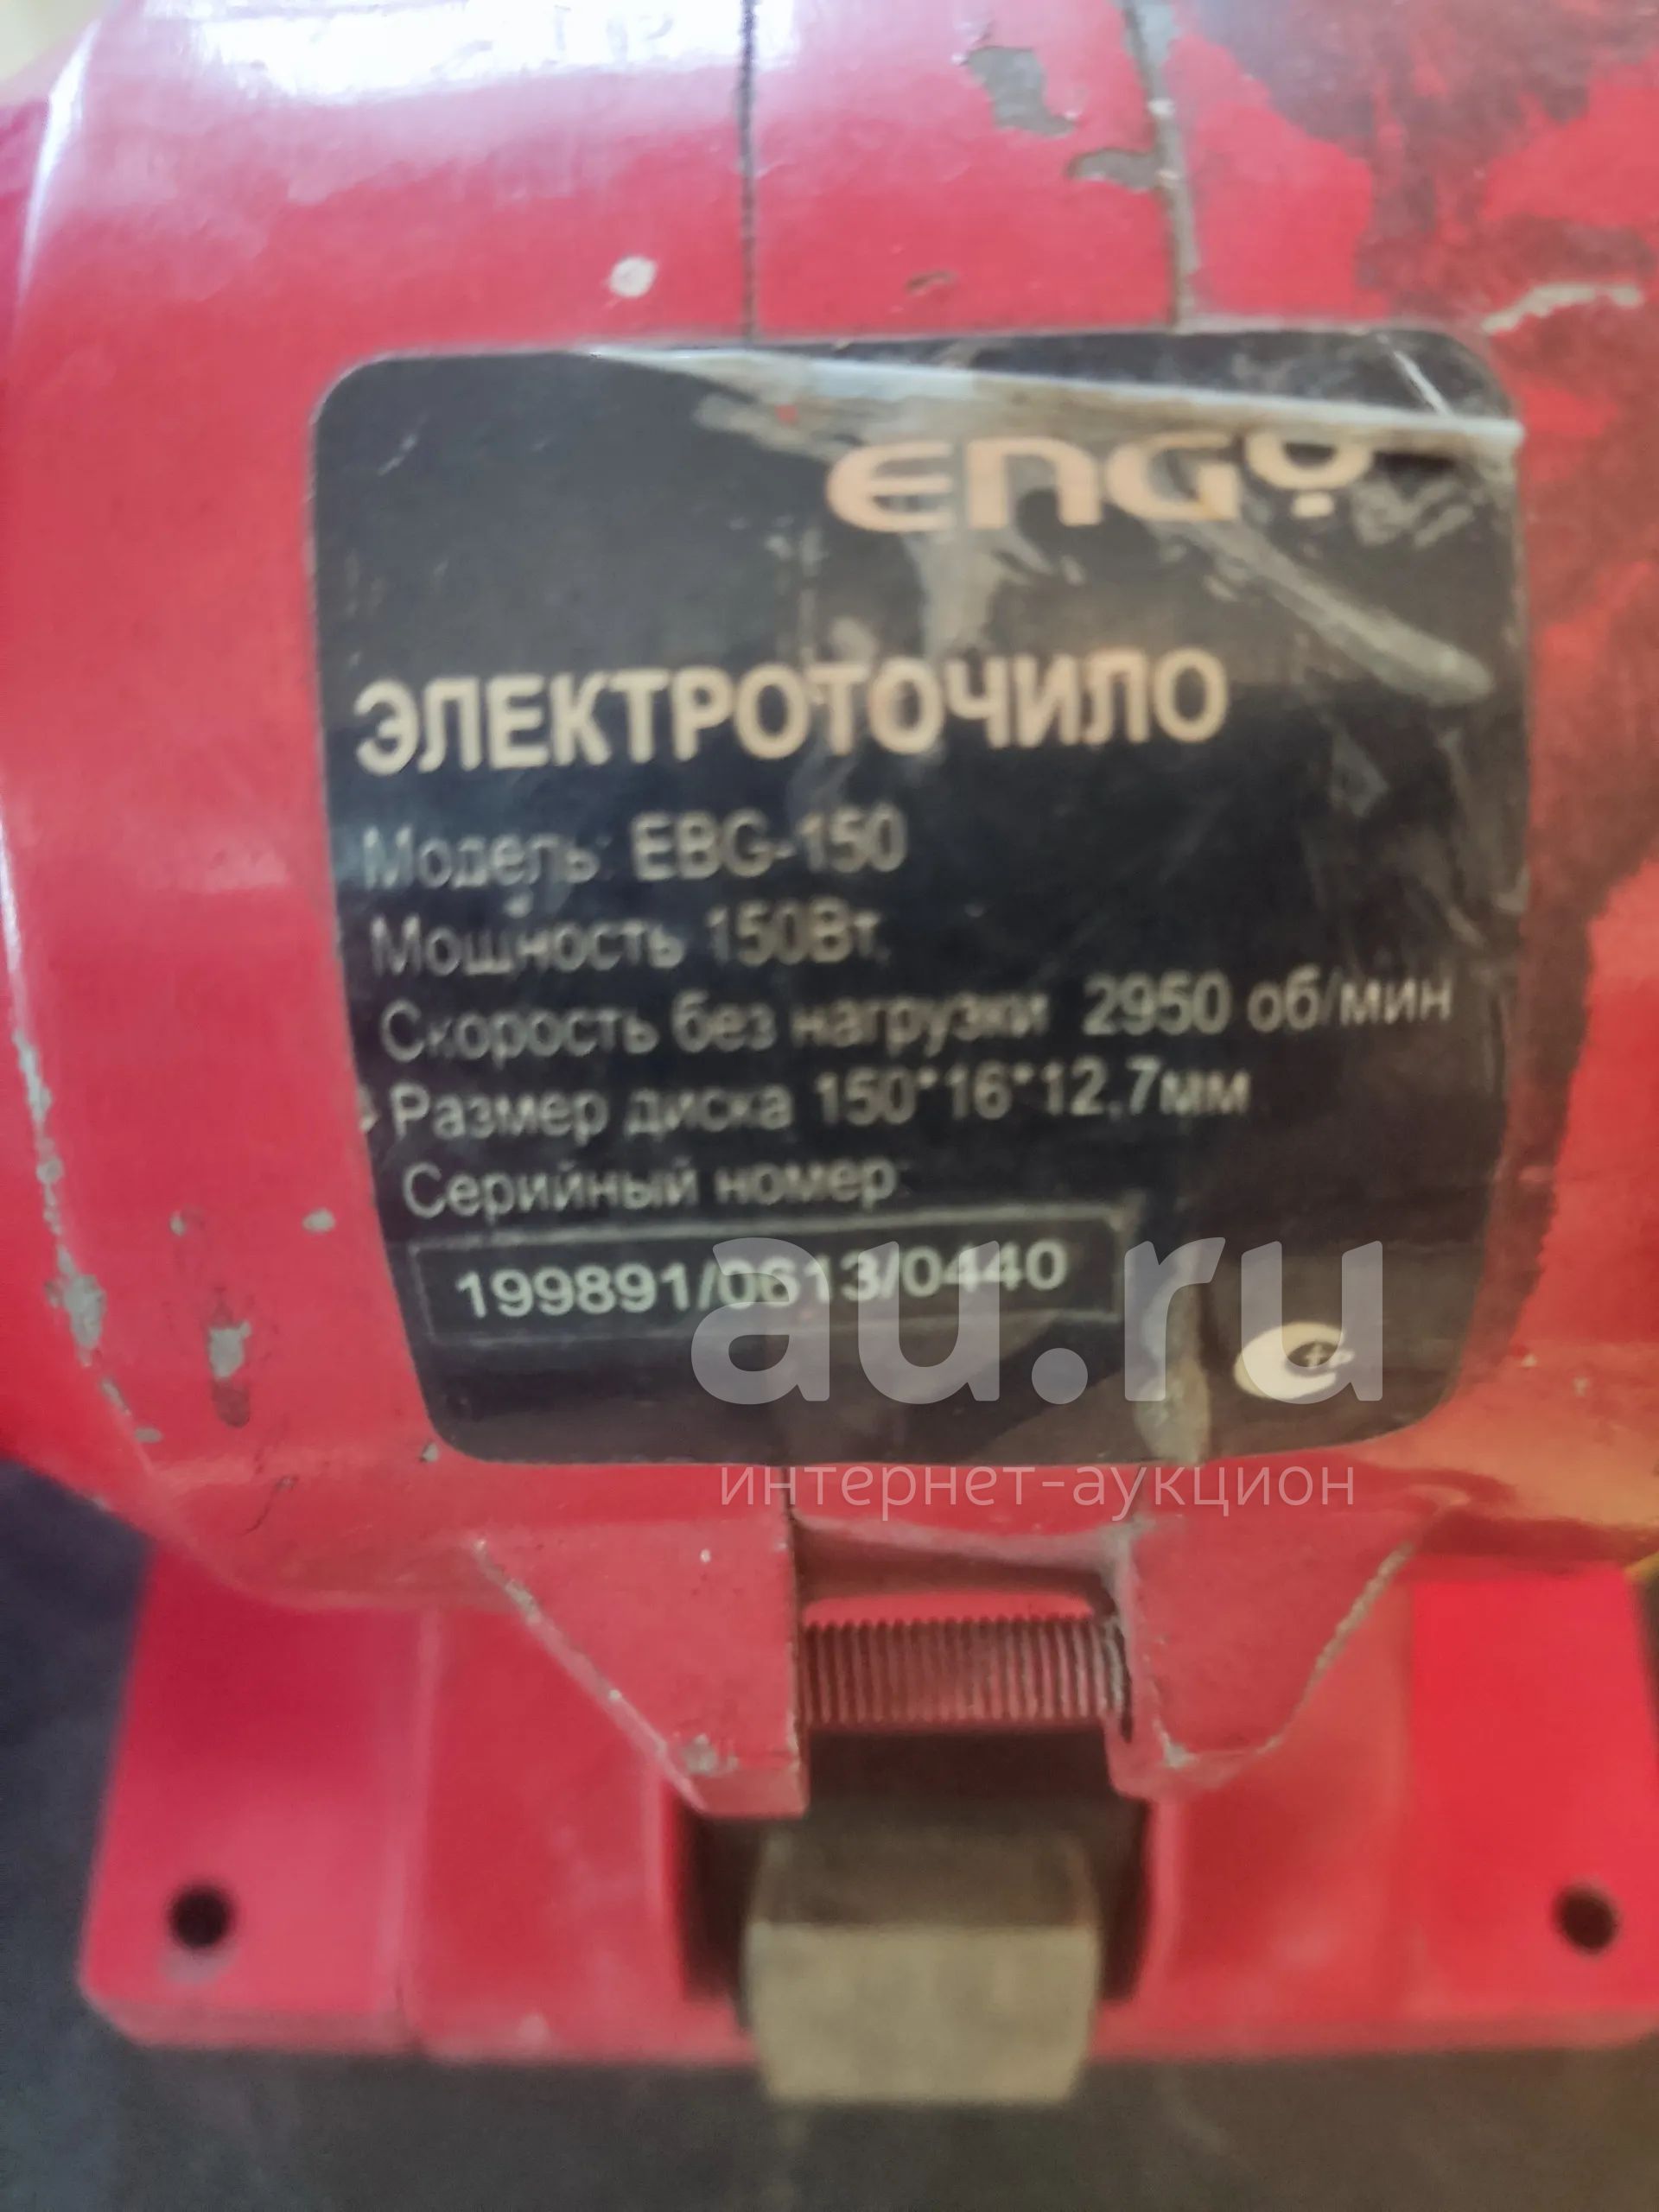 ENGY
ЭЛЕКТРОТОЧИЛО
Модель: EBG-150
Мощность 150Вт,
Скорость без нагрузки 2950 об/мин
Размер диска 150*16*12,7мм
Серийный номер:
199891/0613/0440
au.ru
интернет-аукцион